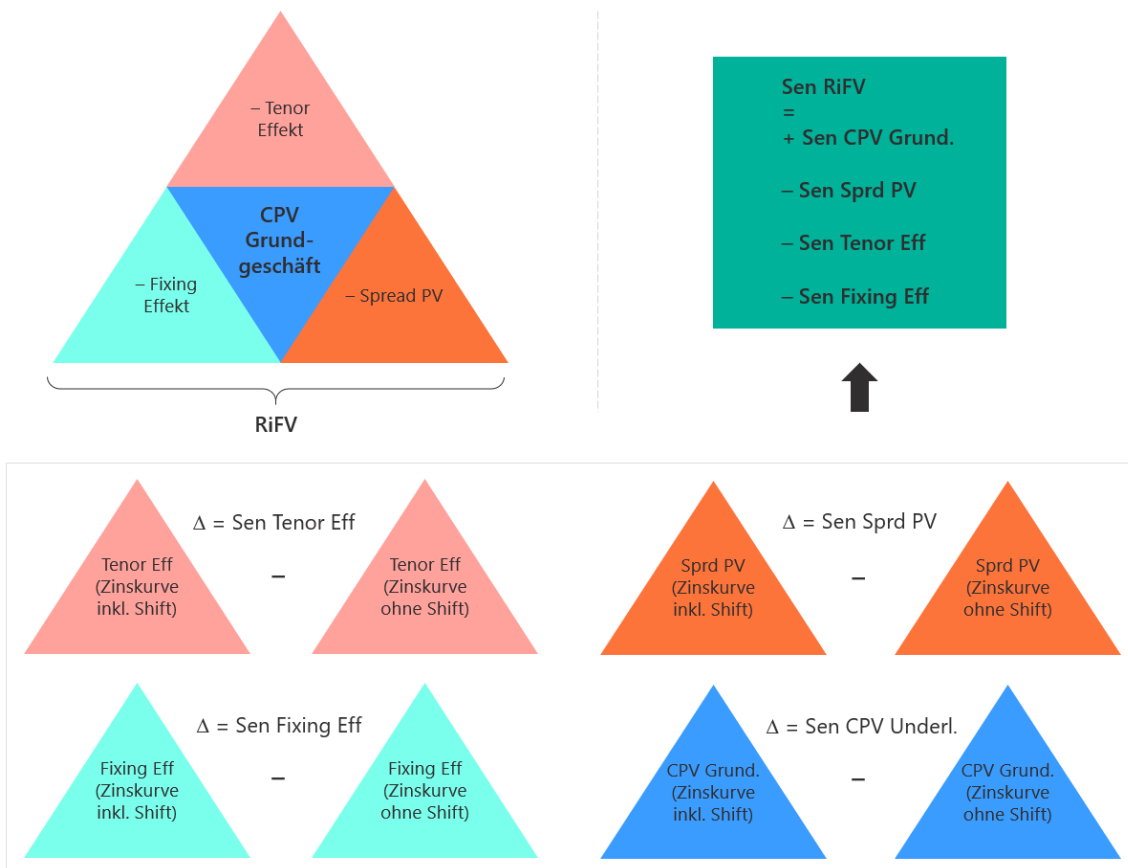 – Tenor
Effekt
CPV
Grund-
geschäft
– Fixing
Effekt
– Spread PV
RiFV
Sen RiFV
=
+ Sen CPV Grund.
– Sen Sprd PV
– Sen Tenor Eff
– Sen Fixing Eff
Δ = Sen Tenor Eff
Tenor Eff
(Zinskurve
inkl. Shift)
–
Tenor Eff
(Zinskurve
ohne Shift)
Δ = Sen Sprd PV
Sprd PV
(Zinskurve
inkl. Shift)
–
Sprd PV
(Zinskurve
ohne Shift)
Δ = Sen Fixing Eff
Fixing Eff
(Zinskurve
inkl. Shift)
–
Fixing Eff
(Zinskurve
ohne Shift)
Δ = Sen CPV Underl.
CPV Grund.
(Zinskurve
inkl. Shift)
–
CPV Grund.
(Zinskurve
ohne Shift)